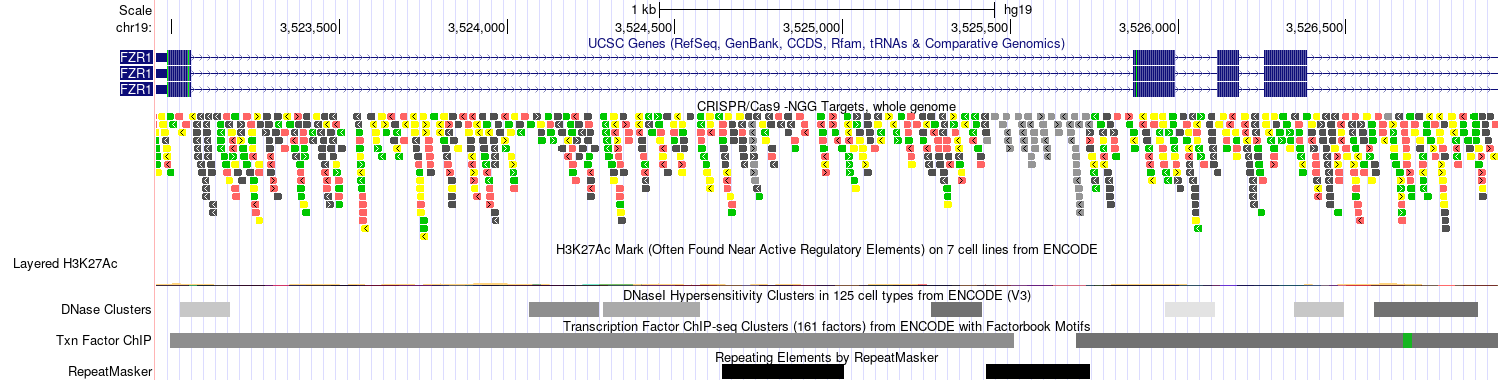 Scale 1 kb hg19
chr19: 3,523,500 3,524,000 3,524,500 3,525,000 3,525,500 3,526,000 3,526,500
UCSC Genes (RefSeq, GenBank, CCDS, Rfam, tRNAs & Comparative Genomics)
FZR1
FZR1
FZR1
CRISPR/Cas9 -NGG Targets, whole genome
H3K27Ac Mark (Often Found Near Active Regulatory Elements) on 7 cell lines from ENCODE
Layered H3K27Ac
DNaseI Hypersensitivity Clusters in 125 cell types from ENCODE (V3)
DNase Clusters
Transcription Factor ChIP-seq Clusters (161 factors) from ENCODE with Factorbook Motifs
Txn Factor ChIP
Repeating Elements by RepeatMasker
RepeatMasker